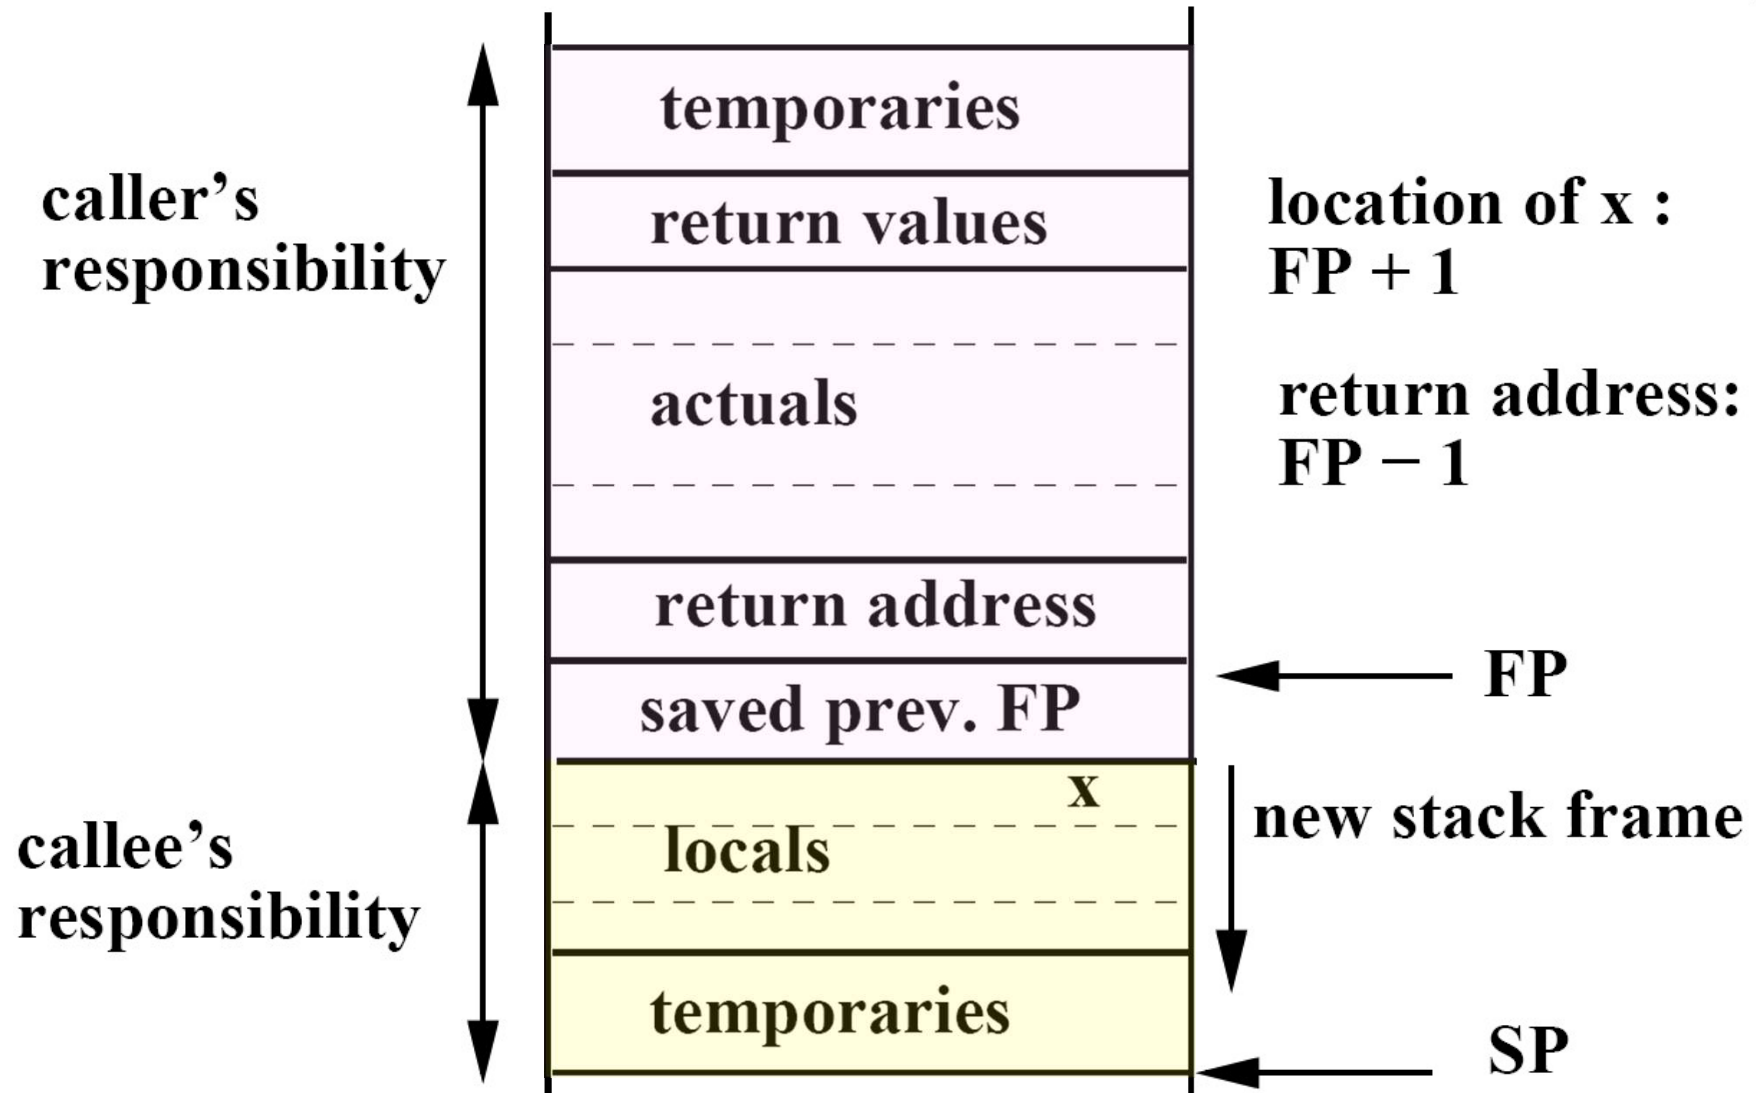 temporaries
caller’s
responsibility
return values
location of x :
FP + 1
actuals
return address:
FP − 1
return address
FP
saved prev. FP
x
callee’s
responsibility
locals
new stack frame
temporaries
SP